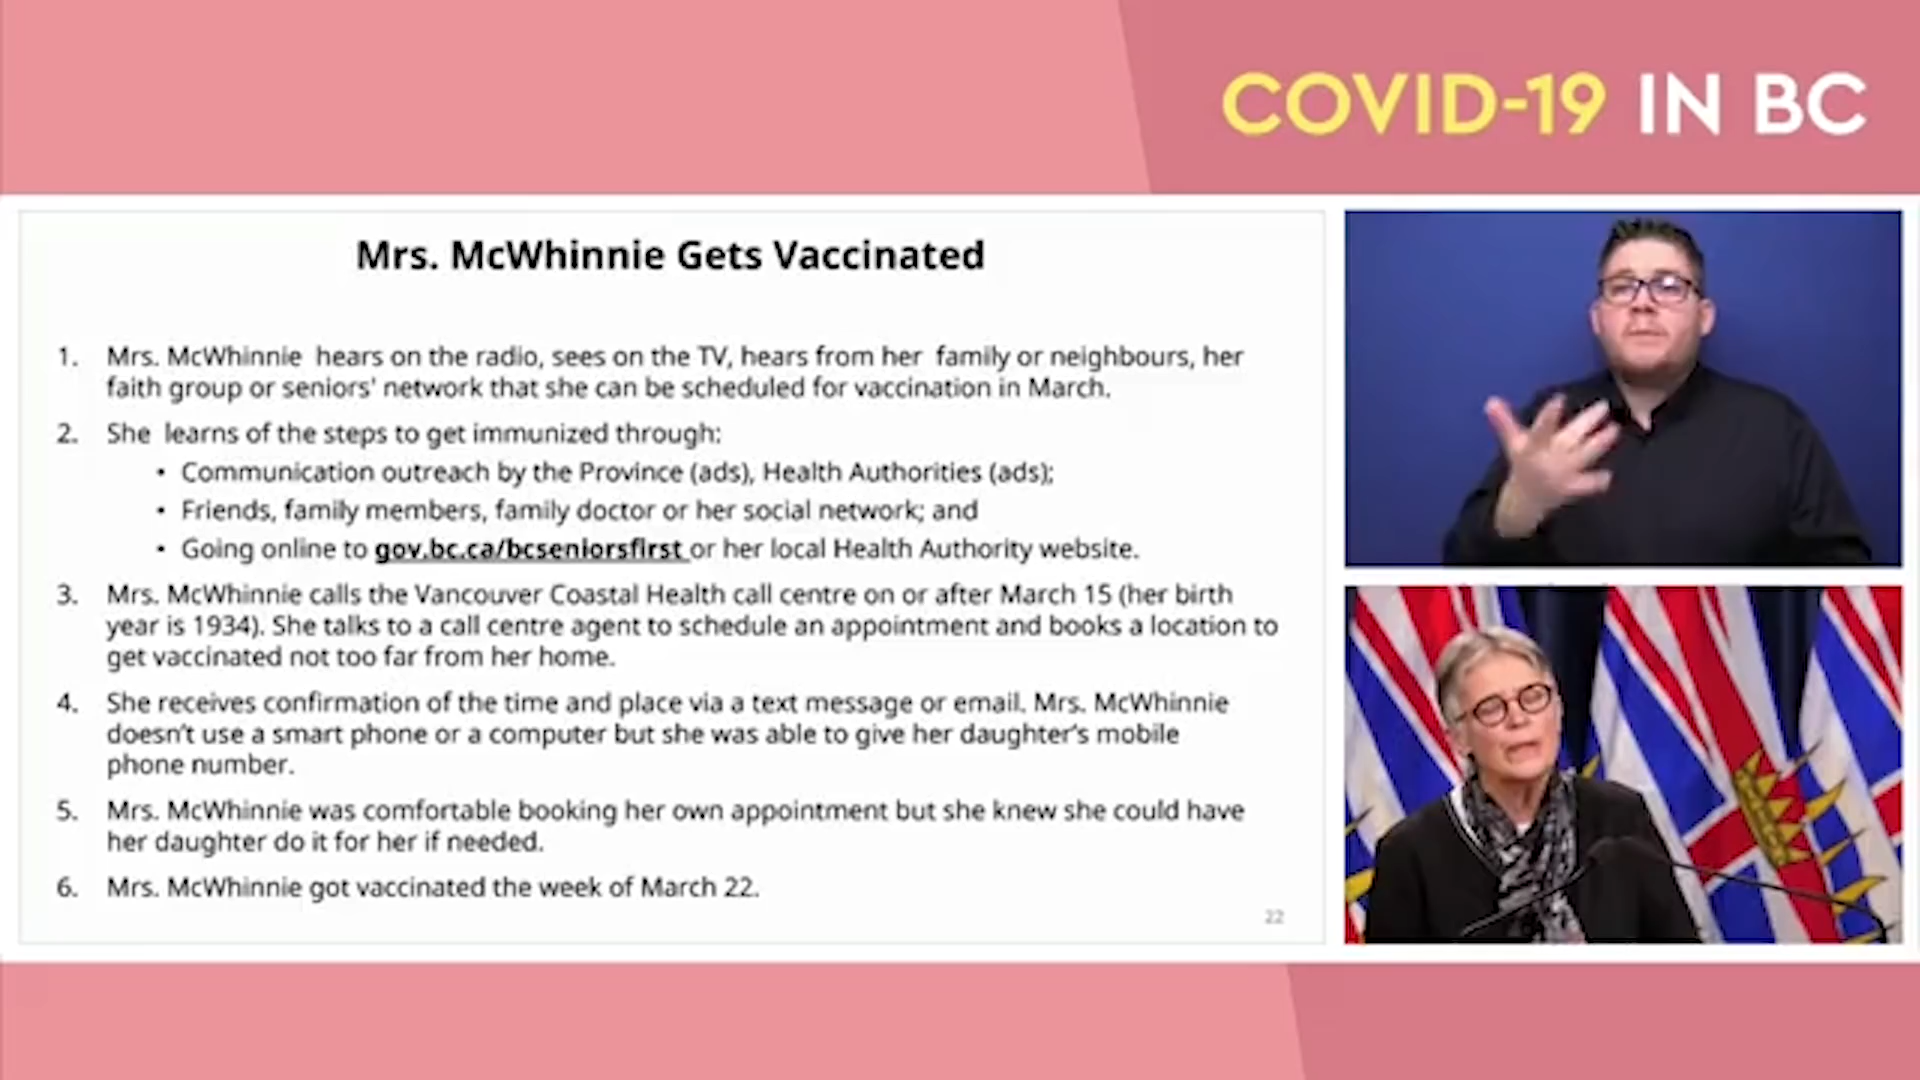 COVID-19 IN BC
Mrs. McWhinnie Gets Vaccinated
1. Mrs. McWhinnie hears on the radio, sees on the TV, hears from her family or neighbours, her
faith group or seniors' network that she can be scheduled for vaccination in March.
2. She learns of the steps to get immunized through:
• Communication outreach by the Province (ads), Health Authorities (ads);
• Friends, family members, family doctor or her social network; and
• Going online to gov.bc.ca/bcseniorsfirst or her local Health Authority website.
3. Mrs. McWhinnie calls the Vancouver Coastal Health call centre on or after March 15 (her birth
year is 1934). She talks to a call centre agent to schedule an appointment and books a location to
get vaccinated not too far from her home.
4. She receives confirmation of the time and place via a text message or email. Mrs. McWhinnie
doesn't use a smart phone or a computer but she was able to give her daughter's mobile
phone number.
5. Mrs. McWhinnie was comfortable booking her own appointment but she knew she could have
her daughter do it for her if needed.
6. Mrs. McWhinnie got vaccinated the week of March 22.
22